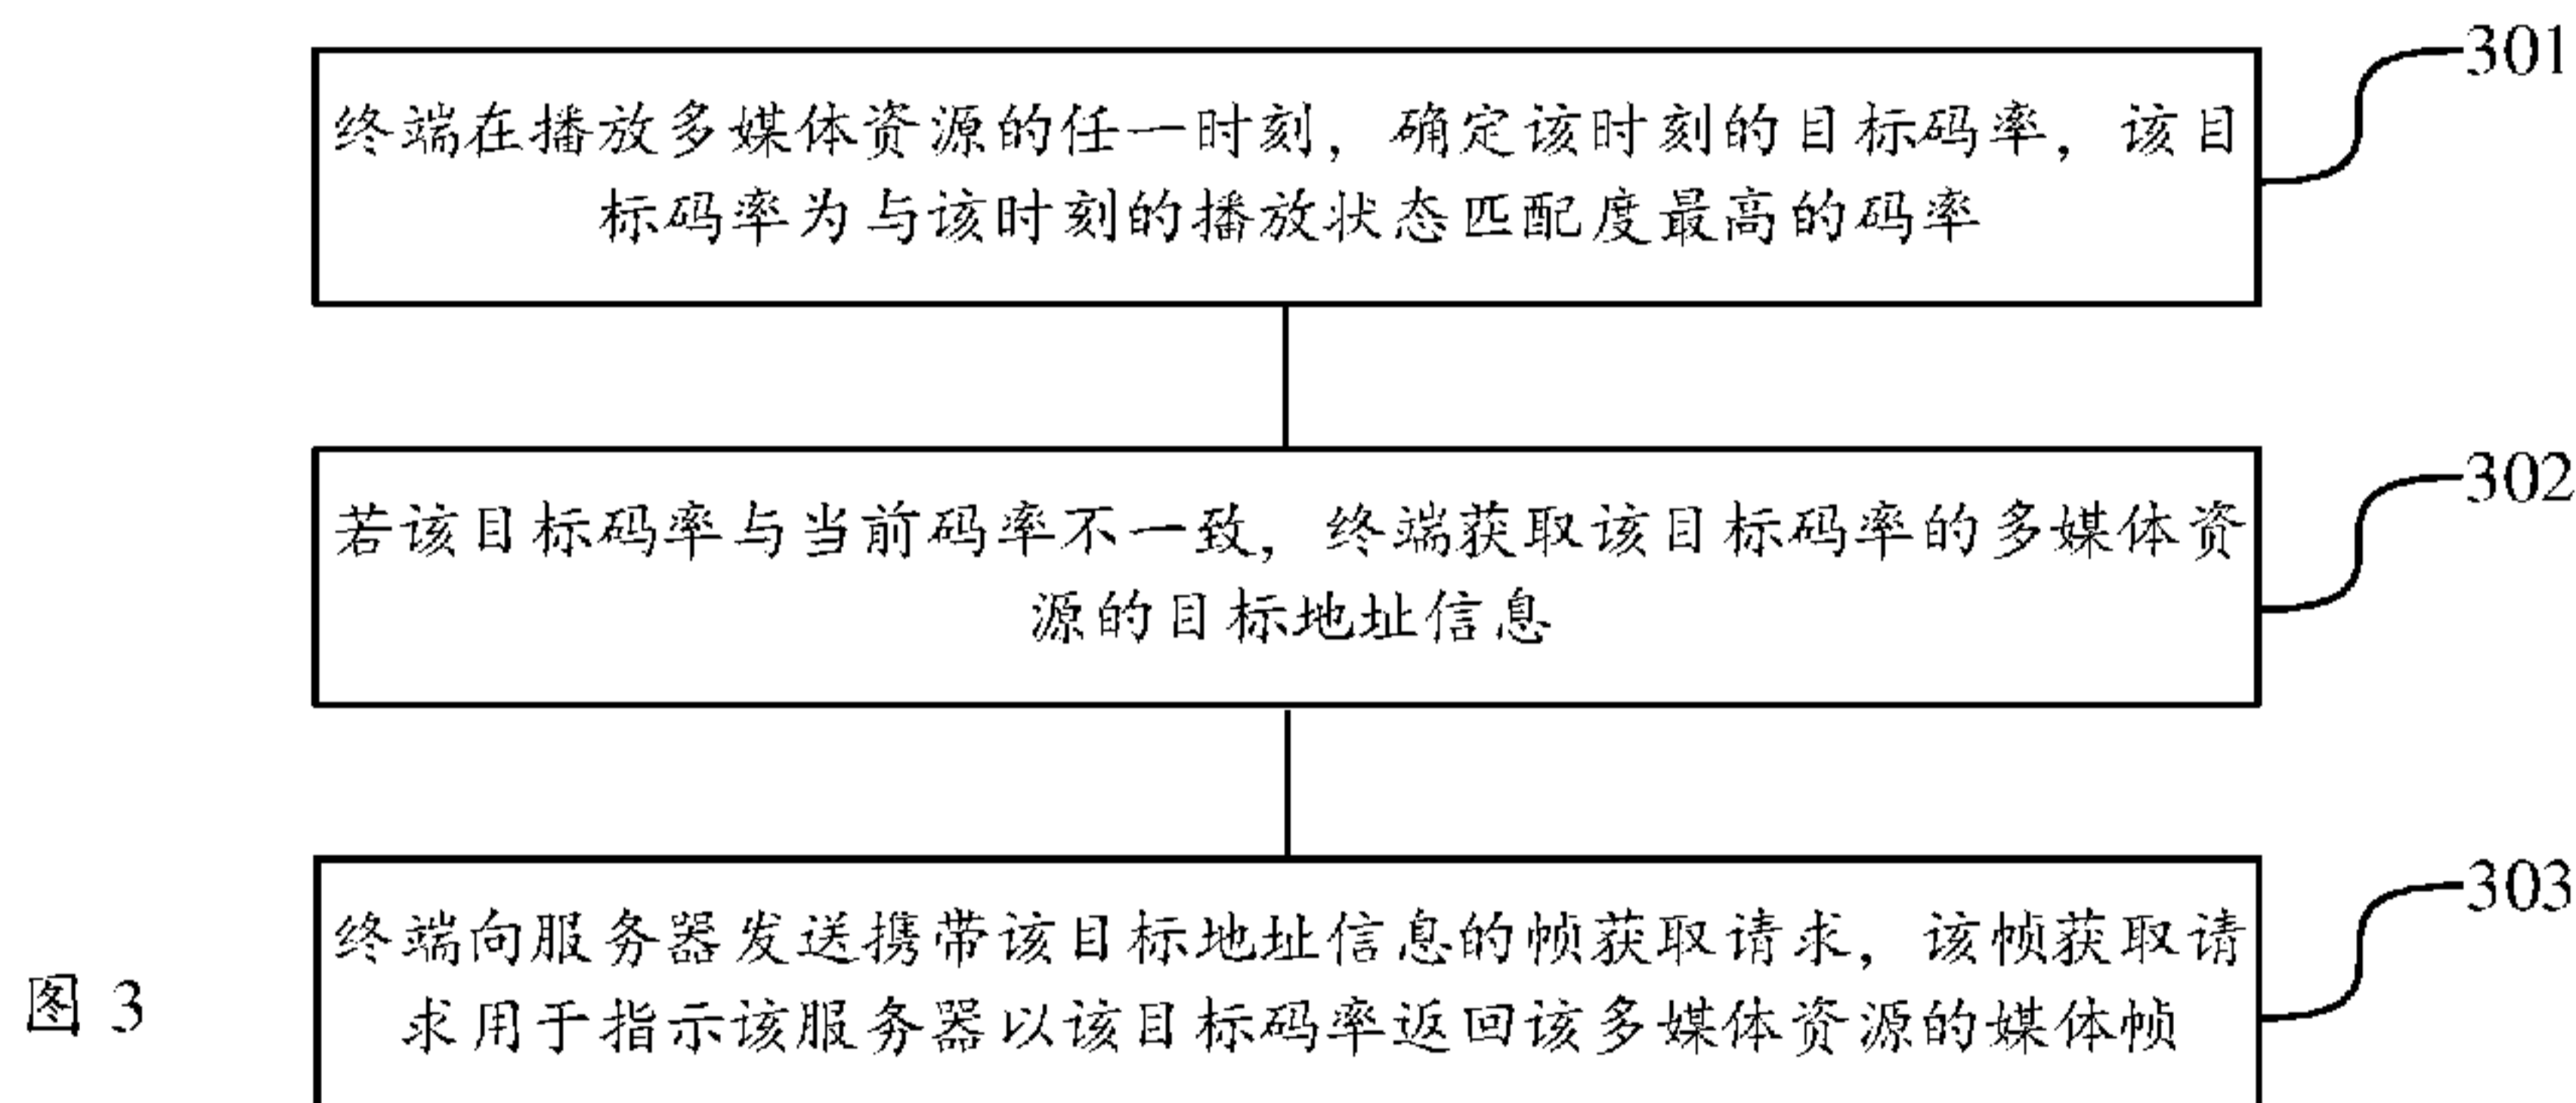 301
终端在播放多媒体资源的任一时刻，确定该时刻的目标码率，该目
标码率为与该时刻的播放状态匹配度最高的码率
302
若该目标码率与当前码率不一致，终端获取该目标码率的多媒体资
源的目标地址信息
303
终端向服务器发送携带该目标地址信息的帧获取请求，该帧获取请
求用于指示该服务器以该目标码率返回该多媒体资源的媒体帧
图 3